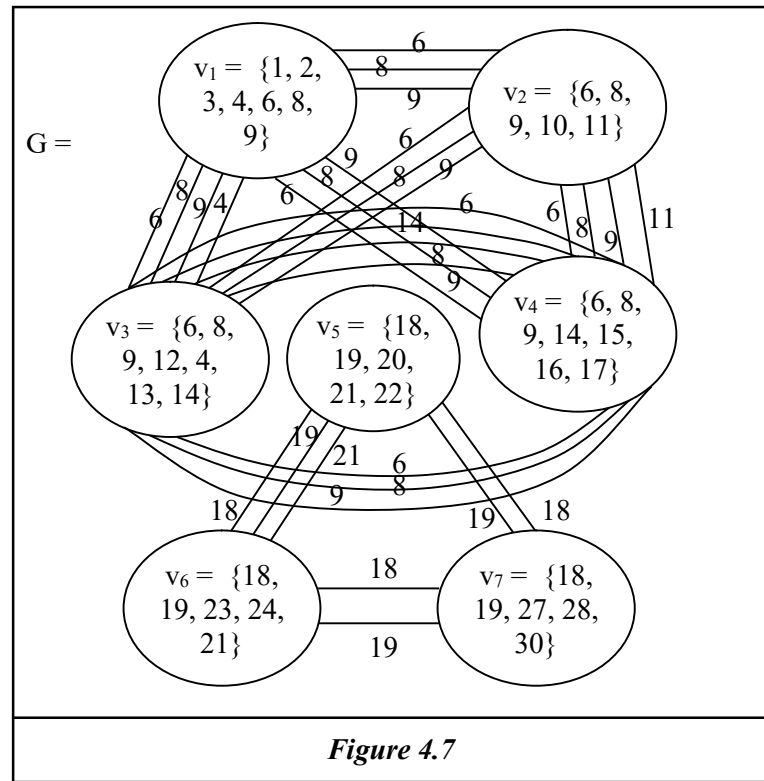 6
v₁ = {1, 2,
3, 4, 6, 8,
9}
8
9
v₂ = {6, 8,
9, 10, 11}
G =
6
9
8
8
9
6
8
9
4
6
6
14
6
8
9
11
8
9
v₃ = {6, 8,
9, 12, 4,
13, 14}
v₅ = {18,
19, 20,
21, 22}
v₄ = {6, 8,
9, 14, 15,
16, 17}
19
21
6
8
9
18
19
18
v₆ = {18,
19, 23, 24,
21}
18
19
v₇ = {18,
19, 27, 28,
30}
Figure 4.7